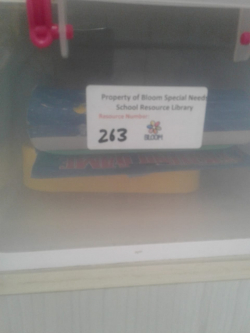 Property of Bloom Special Needs
School Resource Library
Resource Number:
263
BLOOM